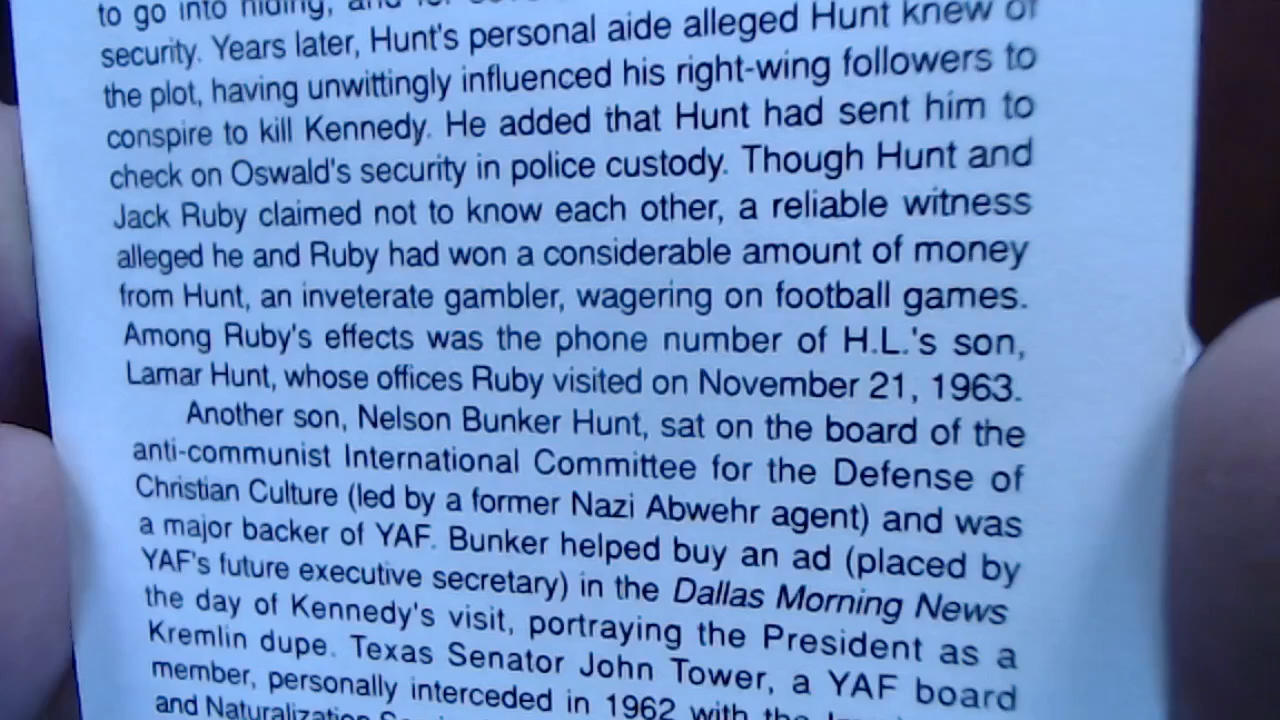 to go into hiding, and for
security. Years later, Hunt's personal aide alleged Hunt knew of
the plot, having unwittingly influenced his right-wing followers to
conspire to kill Kennedy. He added that Hunt had sent him to
check on Oswald's security in police custody. Though Hunt and
Jack Ruby claimed not to know each other, a reliable witness
alleged he and Ruby had won a considerable amount of money
from Hunt, an inveterate gambler, wagering on football games.
Among Ruby's effects was the phone number of H.L.'s son,
Lamar Hunt, whose offices Ruby visited on November 21, 1963.
Another son, Nelson Bunker Hunt, sat on the board of the
anti-communist International Committee for the Defense of
Christian Culture (led by a former Nazi Abwehr agent) and was
a major backer of YAF. Bunker helped buy an ad (placed by
YAF's future executive secretary) in the Dallas Morning News
the day of Kennedy's visit, portraying the President as a
Kremlin dupe. Texas Senator John Tower, a YAF board
member, personally interceded in 1962 with the
and Naturalization